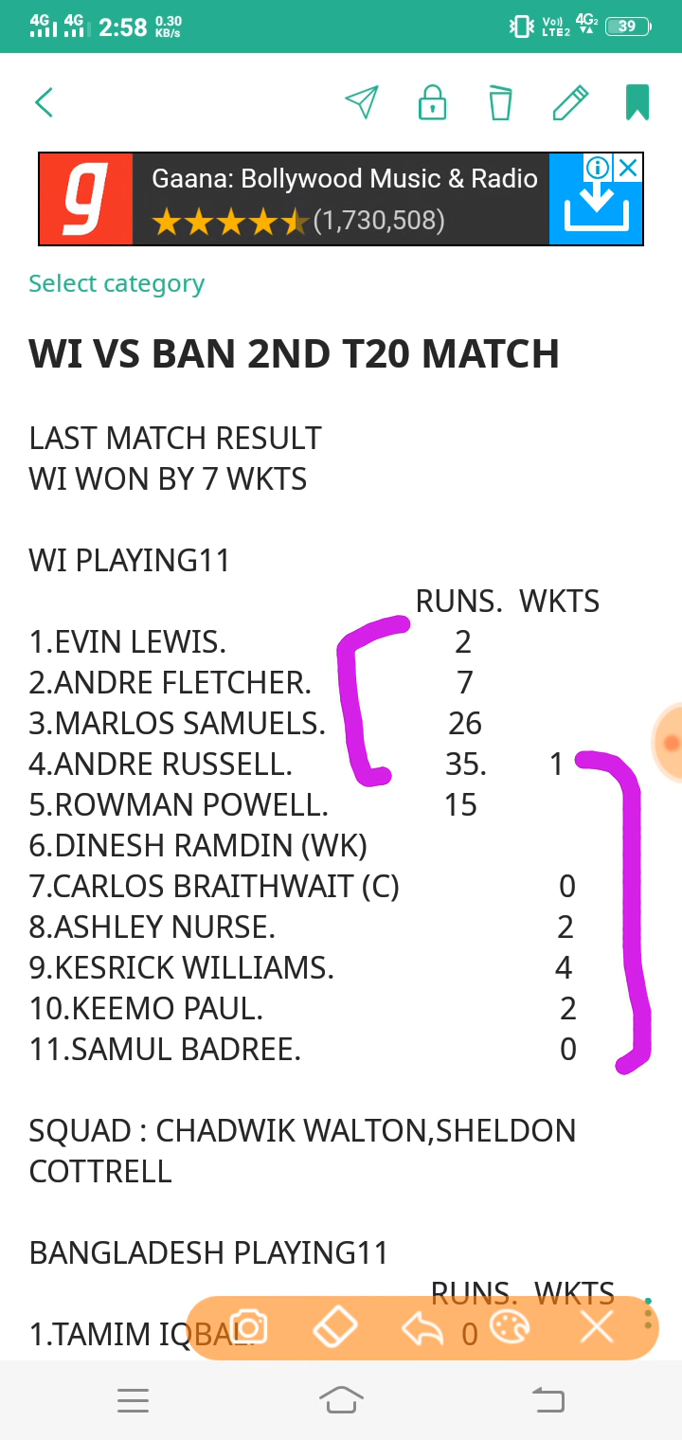 4G 4G 2:58 0.30 KB/s Vo)) LTE2 4G2 39
g Gaana: Bollywood Music & Radio
(1,730,508)
Select category
WI VS BAN 2ND T20 MATCH
LAST MATCH RESULT
WI WON BY 7 WKTS
WI PLAYING11
RUNS. WKTS
1.EVIN LEWIS. 2
2.ANDRE FLETCHER. 7
3.MARLOS SAMUELS. 26
4.ANDRE RUSSELL. 35. 1
5.ROWMAN POWELL. 15
6.DINESH RAMDIN (WK)
7.CARLOS BRAITHWAIT (C) 0
8.ASHLEY NURSE. 2
9.KESRICK WILLIAMS. 4
10.KEEMO PAUL. 2
11.SAMUL BADREE. 0
SQUAD : CHADWIK WALTON,SHELDON
COTTRELL
BANGLADESH PLAYING11
RUNS. WKTS
1.TAMIM IQBAL. 0